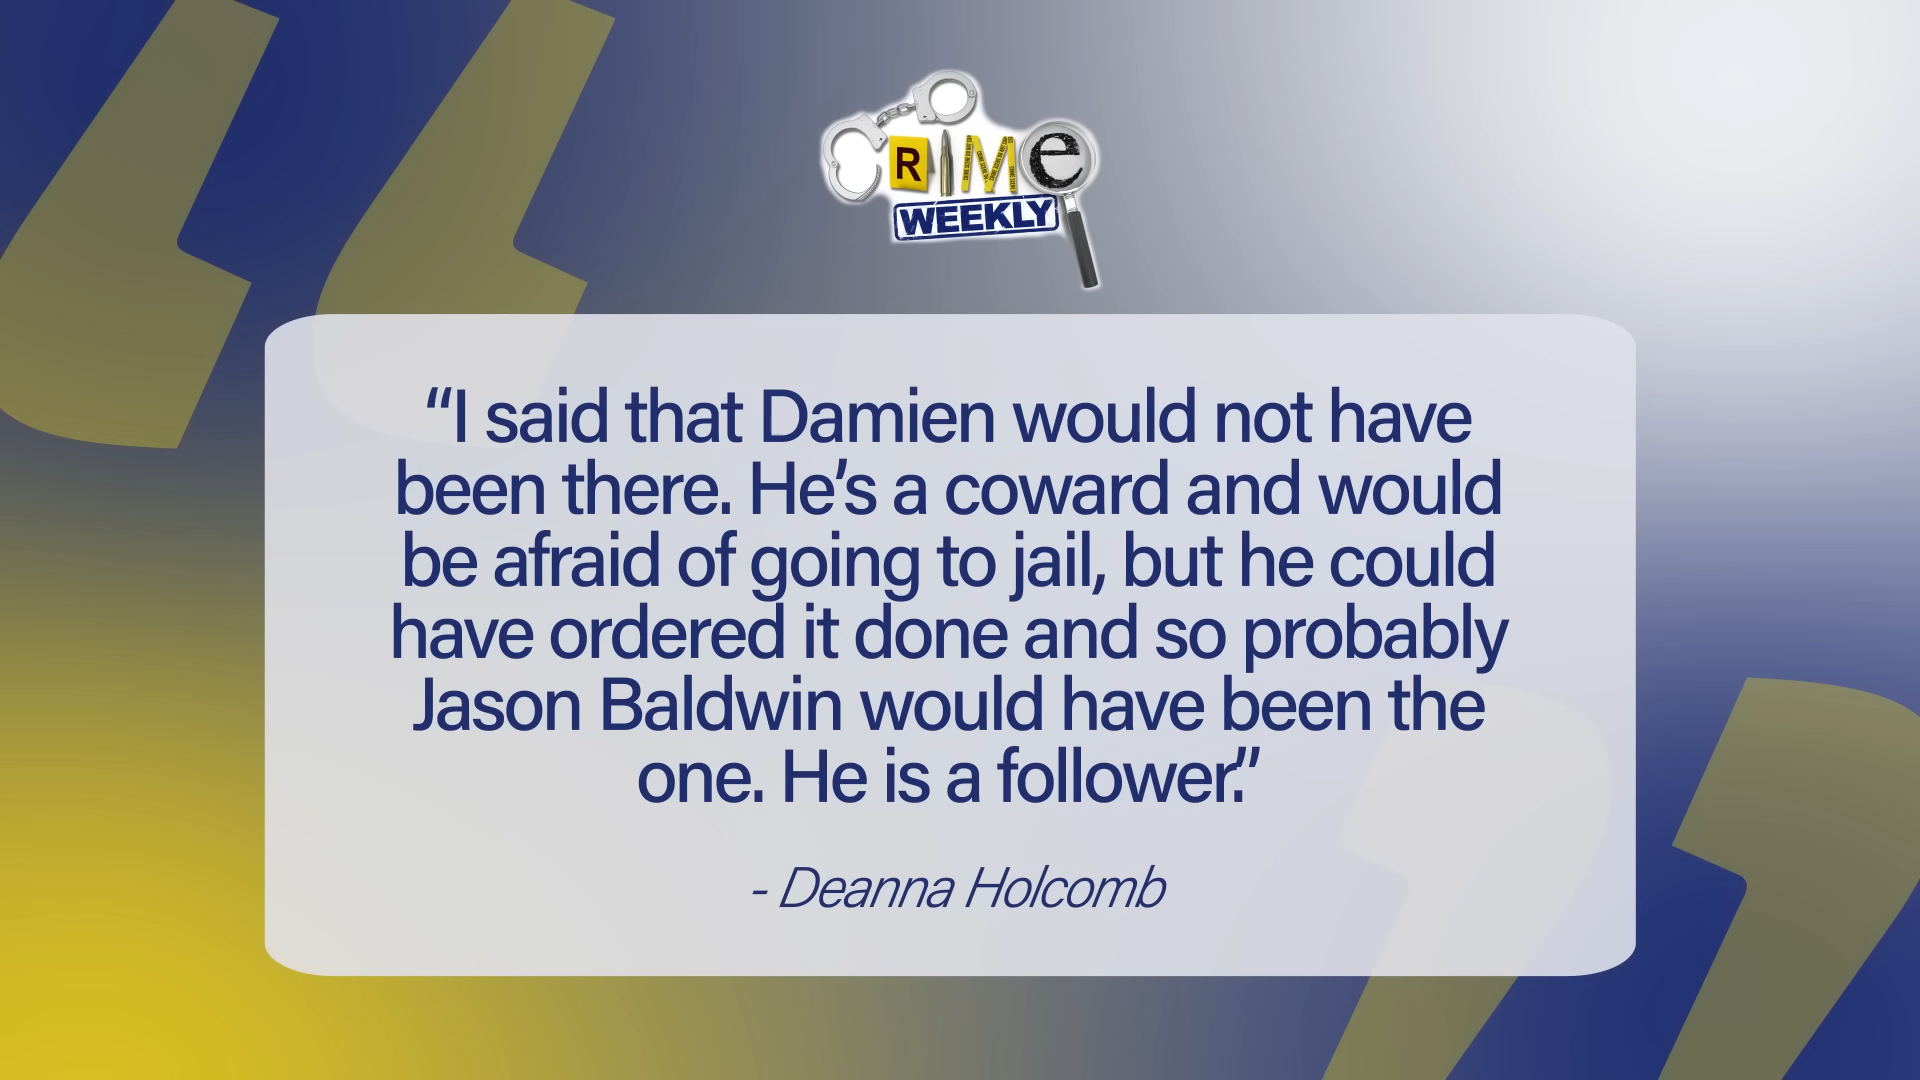 CRIMe
WEEKLY
“I said that Damien would not have
been there. He’s a coward and would
be afraid of going to jail, but he could
have ordered it done and so probably
Jason Baldwin would have been the
one. He is a follower.”
- Deanna Holcomb